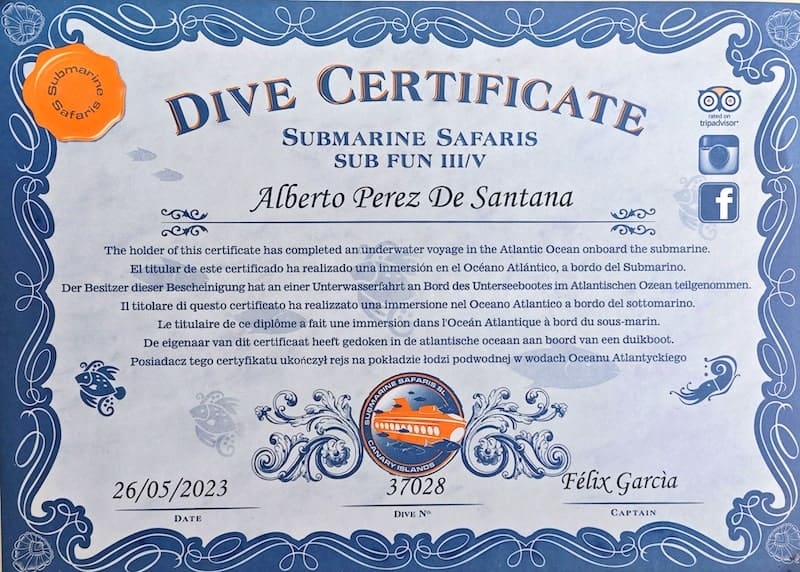 Submarine
Safaris
DIVE CERTIFICATE
SUBMARINE SAFARIS
SUB FUN III/V
rated on
tripadvisor
f
Alberto Perez De Santana
The holder of this certificate has completed an underwater voyage in the Atlantic Ocean onboard the submarine.
El titular de este certificado ha realizado una inmersión en el Océano Atlántico, a bordo del Submarino.
Der Besitzer dieser Bescheinigung hat an einer Unterwasserfahrt an Bord des Unterseebootes im Atlantischen Ozean teilgenommen.
Il titolare di questo certificato ha realizzato una immersione nel Oceano Atlantico a bordo del sottomarino.
Le titulaire de ce diplôme a fait une immersion dans l'Oceán Atlantique à bord du sous-marin.
De eigenaar van dit certificaat heeft gedoken in de atlantische oceaan aan boord van een duikboot.
Posiadacz tego certyfikatu ukończył rejs na pokładzie łodzi podwodnej w wodach Oceanu Atlantyckiego
SUBMARINE SAFARIS SL
CANARY ISLANDS
26/05/2023 37028 Félix Garcìa
DATE DIVE Nº CAPTAIN